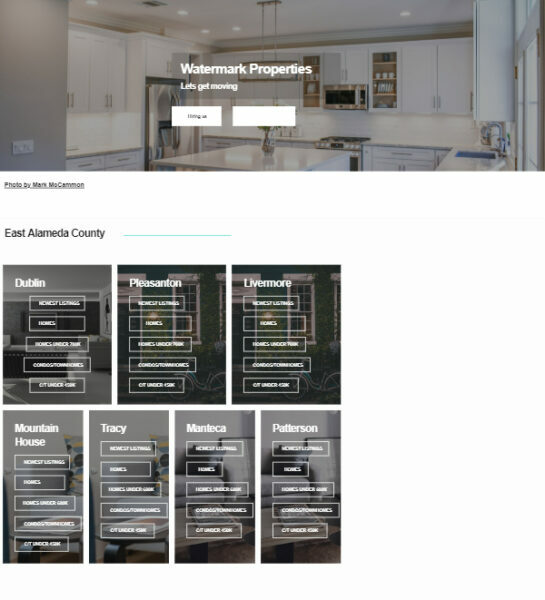 Watermark Properties
Lets get moving
Hiring us
Photo by Mark McCammon
East Alameda County
Dublin
NEWEST LISTINGS
HOMES
HOMES UNDER 700K
CONDOS/TOWNHOMES
C/T UNDER 450K
Pleasanton
NEWEST LISTINGS
HOMES
HOMES UNDER 700K
CONDOS/TOWNHOMES
C/T UNDER 450K
Livermore
NEWEST LISTINGS
HOMES
HOMES UNDER 700K
CONDOS/TOWNHOMES
C/T UNDER 450K
Mountain
House
NEWEST LISTINGS
HOMES
HOMES UNDER 600K
CONDOS/TOWNHOMES
C/T UNDER 450K
Tracy
NEWEST LISTINGS
HOMES
HOMES UNDER 600K
CONDOS/TOWNHOMES
C/T UNDER 450K
Manteca
NEWEST LISTINGS
HOMES
HOMES UNDER 600K
CONDOS/TOWNHOMES
C/T UNDER 450K
Patterson
NEWEST LISTINGS
HOMES
HOMES UNDER 600K
CONDOS/TOWNHOMES
C/T UNDER 450K